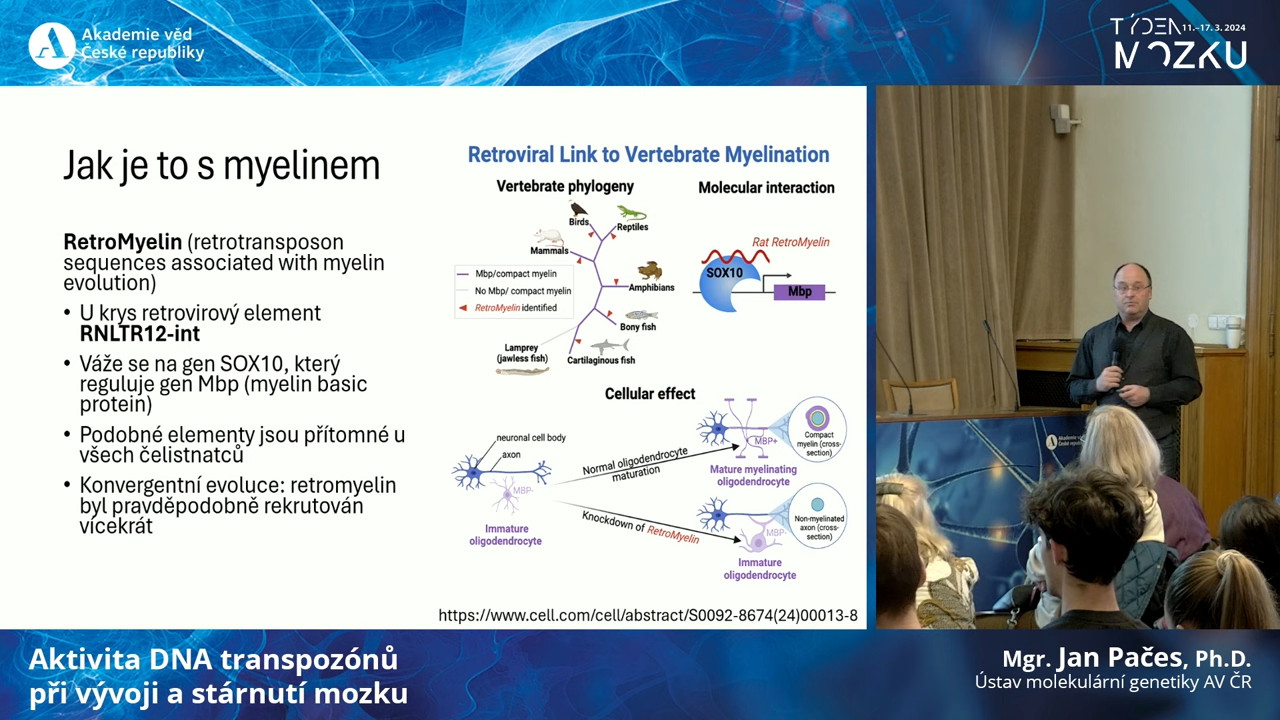 Akademie věd
České republiky
TÝDEN 11.–17. 3. 2024
MOZKU
Jak je to s myelinem
RetroMyelin (retrotransposon
sequences associated with myelin
evolution)
• U krys retrovirový element
RNLTR12-int
• Váže se na gen SOX10, který
reguluje gen Mbp (myelin basic
protein)
• Podobné elementy jsou přítomné u
všech čelistnatců
• Konvergentní evoluce: retromyelin
byl pravděpodobně rekrutován
vícekrát
Retroviral Link to Vertebrate Myelination
Vertebrate phylogeny
Birds
Reptiles
Mammals
Mbp/compact myelin
No Mbp/ compact myelin
RetroMyelin identified
Amphibians
Bony fish
Lamprey
(jawless fish)
Cartilaginous fish
Molecular interaction
Rat RetroMyelin
SOX10
Mbp
Cellular effect
neuronal cell body
axon
MBP-
Immature
oligodendrocyte
Normal oligodendrocyte
maturation
MBP+
Compact
myelin (cross-
section)
Mature myelinating
oligodendrocyte
Knockdown of RetroMyelin
MBP-
Non-myelinated
axon (cross-
section)
Immature
oligodendrocyte
https://www.cell.com/cell/abstract/S0092-8674(24)00013-8
Akademie věd
České republiky
Aktivita DNA transpozónů
při vývoji a stárnutí mozku
Mgr. Jan Pačes, Ph.D.
Ústav molekulární genetiky AV ČR